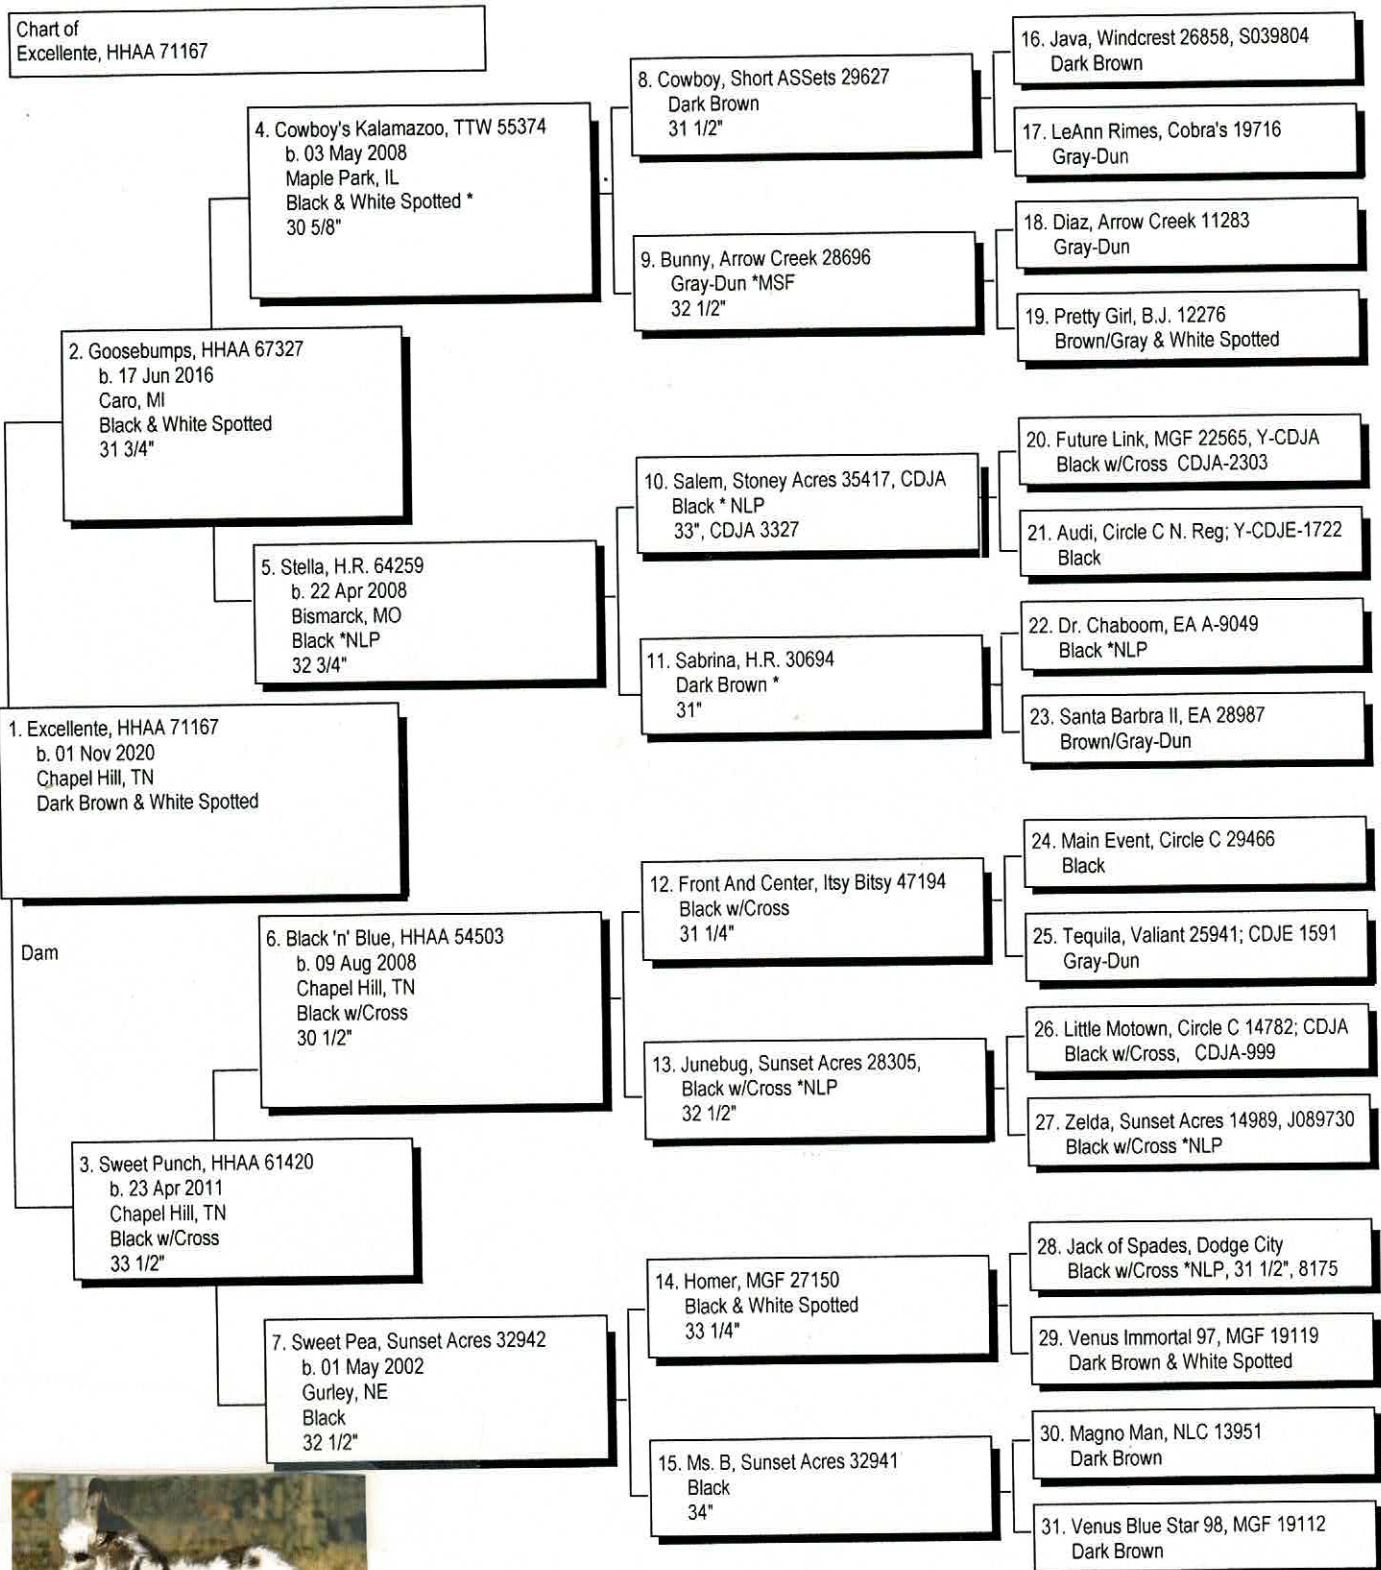 Chart of
Excellente, HHAA 71167
1. Excellente, HHAA 71167
b. 01 Nov 2020
Chapel Hill, TN
Dark Brown & White Spotted
Dam
2. Goosebumps, HHAA 67327
b. 17 Jun 2016
Caro, MI
Black & White Spotted
31 3/4"
3. Sweet Punch, HHAA 61420
b. 23 Apr 2011
Chapel Hill, TN
Black w/Cross
33 1/2"
4. Cowboy's Kalamazoo, TTW 55374
b. 03 May 2008
Maple Park, IL
Black & White Spotted *
30 5/8"
5. Stella, H.R. 64259
b. 22 Apr 2008
Bismarck, MO
Black *NLP
32 3/4"
6. Black 'n' Blue, HHAA 54503
b. 09 Aug 2008
Chapel Hill, TN
Black w/Cross
30 1/2"
7. Sweet Pea, Sunset Acres 32942
b. 01 May 2002
Gurley, NE
Black
32 1/2"
8. Cowboy, Short ASSets 29627
Dark Brown
31 1/2"
9. Bunny, Arrow Creek 28696
Gray-Dun *MSF
32 1/2"
10. Salem, Stoney Acres 35417, CDJA
Black * NLP
33", CDJA 3327
11. Sabrina, H.R. 30694
Dark Brown *
31"
12. Front And Center, Itsy Bitsy 47194
Black w/Cross
31 1/4"
13. Junebug, Sunset Acres 28305,
Black w/Cross *NLP
32 1/2"
14. Homer, MGF 27150
Black & White Spotted
33 1/4"
15. Ms. B, Sunset Acres 32941
Black
34"
16. Java, Windcrest 26858, S039804
Dark Brown
17. LeAnn Rimes, Cobra's 19716
Gray-Dun
18. Diaz, Arrow Creek 11283
Gray-Dun
19. Pretty Girl, B.J. 12276
Brown/Gray & White Spotted
20. Future Link, MGF 22565, Y-CDJA
Black w/Cross CDJA-2303
21. Audi, Circle C N. Reg; Y-CDJE-1722
Black
22. Dr. Chaboom, EA A-9049
Black *NLP
23. Santa Barbra II, EA 28987
Brown/Gray-Dun
24. Main Event, Circle C 29466
Black
25. Tequila, Valiant 25941; CDJE 1591
Gray-Dun
26. Little Motown, Circle C 14782; CDJA
Black w/Cross, CDJA-999
27. Zelda, Sunset Acres 14989, J089730
Black w/Cross *NLP
28. Jack of Spades, Dodge City
Black w/Cross *NLP, 31 1/2", 8175
29. Venus Immortal 97, MGF 19119
Dark Brown & White Spotted
30. Magno Man, NLC 13951
Dark Brown
31. Venus Blue Star 98, MGF 19112
Dark Brown